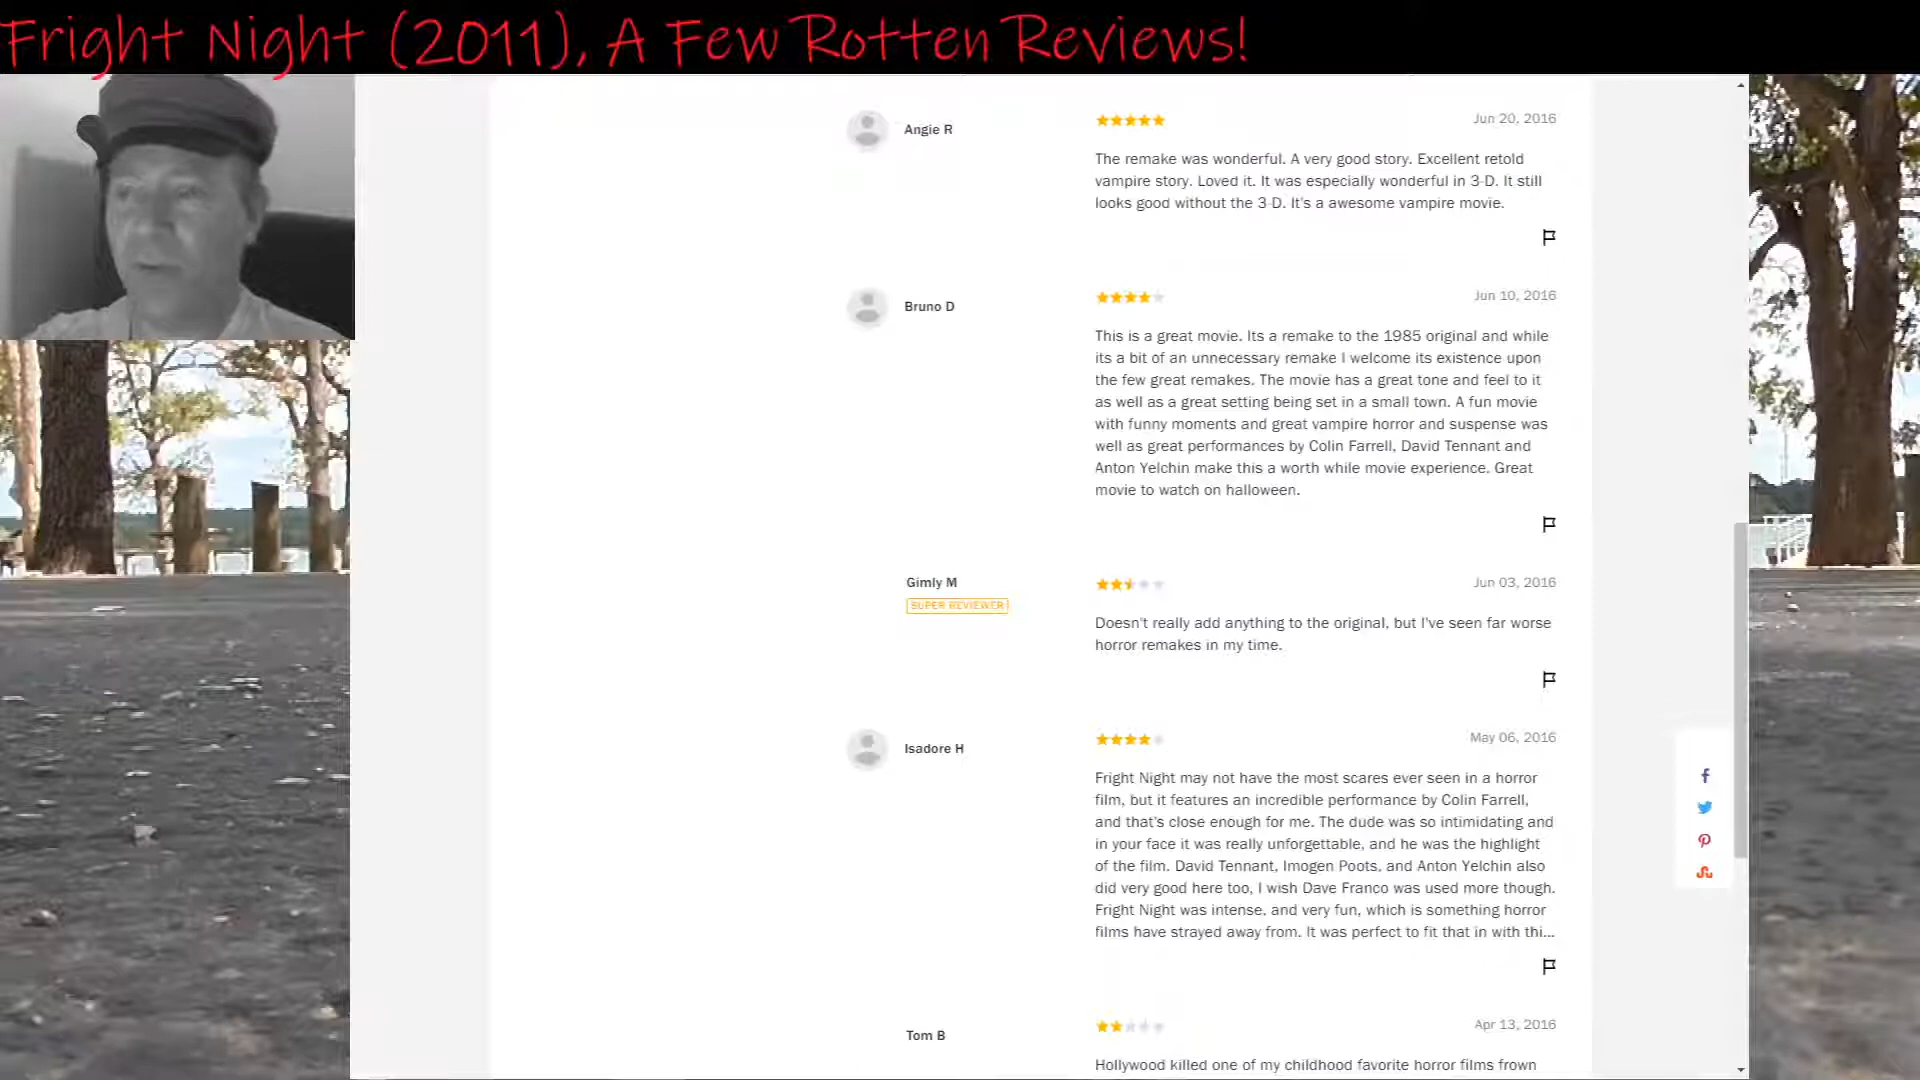 Fright Night (2011), A Few Rotten Reviews!
Angie R
Jun 20, 2016
The remake was wonderful. A very good story. Excellent retold
vampire story. Loved it. It was especially wonderful in 3-D. It still
looks good without the 3-D. It's a awesome vampire movie.
Bruno D
Jun 10, 2016
This is a great movie. Its a remake to the 1985 original and while
its a bit of an unnecessary remake I welcome its existence upon
the few great remakes. The movie has a great tone and feel to it
as well as a great setting being set in a small town. A fun movie
with funny moments and great vampire horror and suspense was
well as great performances by Colin Farrell, David Tennant and
Anton Yelchin make this a worth while movie experience. Great
movie to watch on halloween.
Gimly M
Jun 03, 2016
SUPER REVIEWER
Doesn't really add anything to the original, but I've seen far worse
horror remakes in my time.
Isadore H
May 06, 2016
Fright Night may not have the most scares ever seen in a horror
film, but it features an incredible performance by Colin Farrell,
and that's close enough for me. The dude was so intimidating and
in your face it was really unforgettable, and he was the highlight
of the film. David Tennant, Imogen Poots, and Anton Yelchin also
did very good here too, I wish Dave Franco was used more though.
Fright Night was intense, and very fun, which is something horror
films have strayed away from. It was perfect to fit that in with thi...
Tom B
Apr 13, 2016
Hollywood killed one of my childhood favorite horror films frown